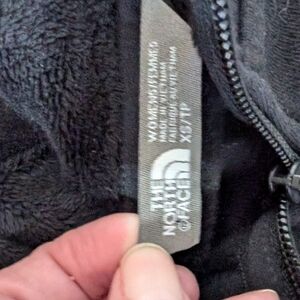 WOMENS/FEMMES
MADE IN VIETNAM
FABRIQUÉ AU VIETNAM
XS/TP
THE
NORTH
FACE